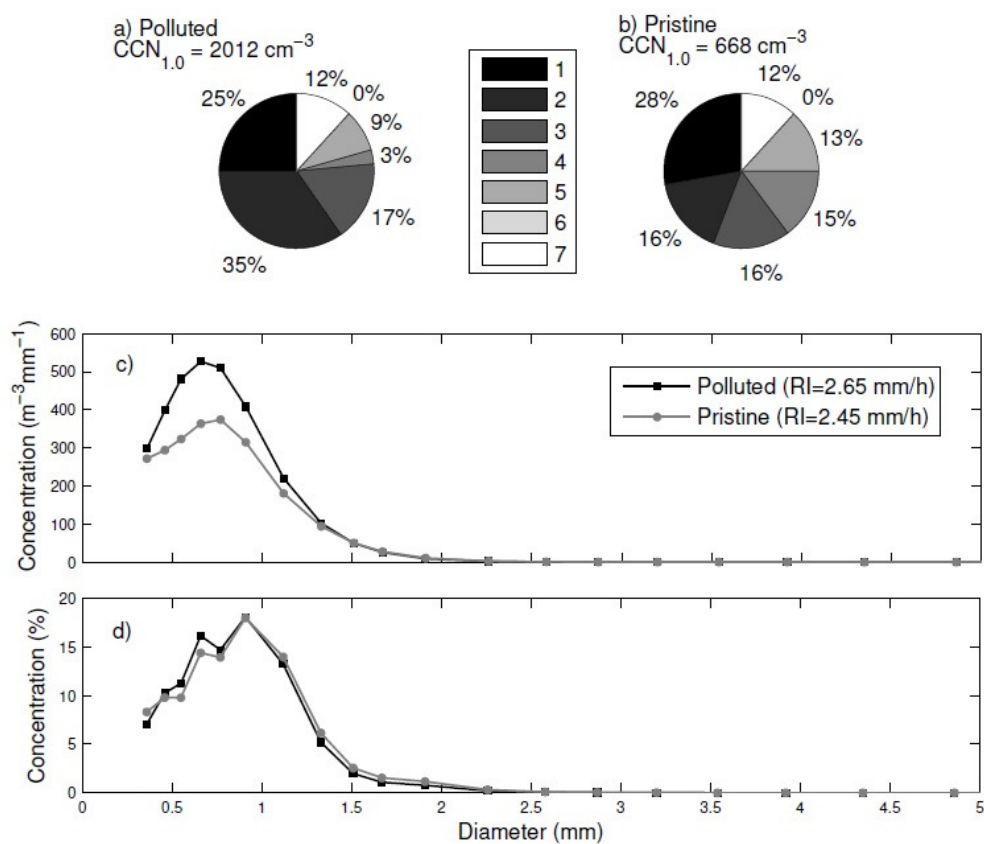 a) Polluted
CCN1.0 = 2012 cm−3
b) Pristine
CCN1.0 = 668 cm−3
25%
12%
0%
9%
3%
17%
35%
1
2
3
4
5
6
7
28%
12%
0%
13%
15%
16%
16%
c)
Concentration (m−3mm−1)
600
500
400
300
200
100
0
Polluted (RI=2.65 mm/h)
Pristine (RI=2.45 mm/h)
d)
Concentration (%)
20
15
10
5
0
0 0.5 1 1.5 2 2.5 3 3.5 4 4.5 5
Diameter (mm)